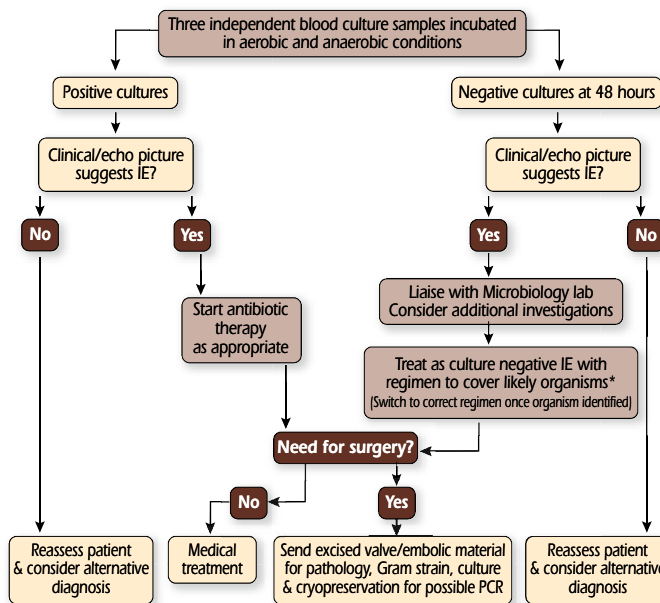 Three independent blood culture samples incubated
in aerobic and anaerobic conditions
Positive cultures
Negative cultures at 48 hours
Clinical/echo picture
suggests IE?
Clinical/echo picture
suggests IE?
No
Yes
Yes
No
Start antibiotic
therapy
as appropriate
Liaise with Microbiology lab
Consider additional investigations
Treat as culture negative IE with
regimen to cover likely organisms*
(Switch to correct regimen once organism identified)
Need for surgery?
No
Yes
Reassess patient
& consider alternative
diagnosis
Medical
treatment
Send excised valve/embolic material
for pathology, Gram strain, culture
& cryopreservation for possible PCR
Reassess patient
& consider alternative
diagnosis